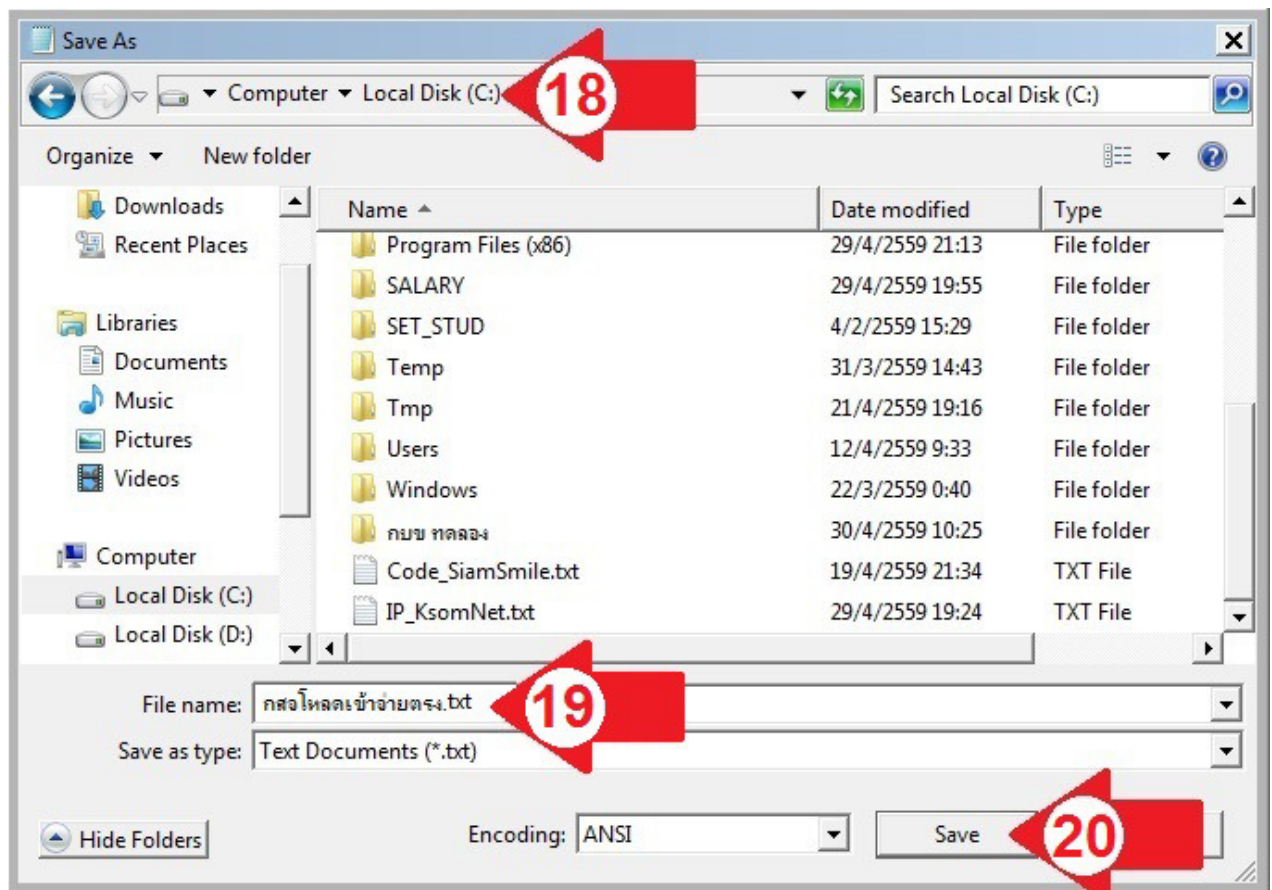 Save As
Computer Local Disk (C:) 18 Search Local Disk (C:)
Organize New folder
Downloads Name Date modified Type
Recent Places Program Files (x86) 29/4/2559 21:13 File folder
SALARY 29/4/2559 19:55 File folder
Libraries SET_STUD 4/2/2559 15:29 File folder
Documents Temp 31/3/2559 14:43 File folder
Music Tmp 21/4/2559 19:16 File folder
Pictures Users 12/4/2559 9:33 File folder
Videos Windows 22/3/2559 0:40 File folder
กบข ทดลอง 30/4/2559 10:25 File folder
Computer Code_SiamSmile.txt 19/4/2559 21:34 TXT File
Local Disk (C:) IP_KsomNet.txt 29/4/2559 19:24 TXT File
Local Disk (D:)
File name: กสจโหลดเข้าจ่ายตรง.txt 19
Save as type: Text Documents (*.txt)
Hide Folders Encoding: ANSI Save 20